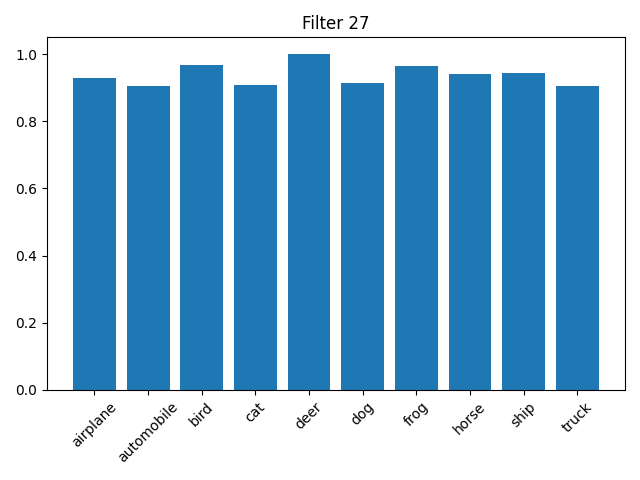 Filter 27
1.0
0.8
0.6
0.4
0.2
0.0
airplane
automobile
bird
cat
deer
dog
frog
horse
ship
truck